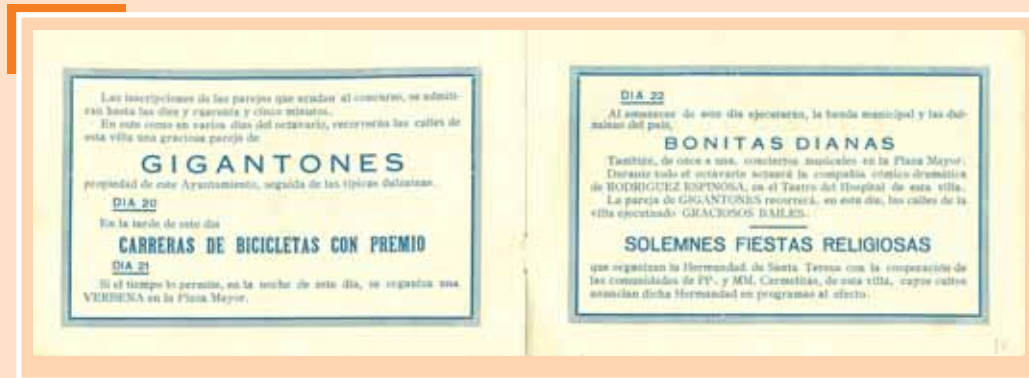 Las inscripciones de las parejas que acudan al concurso, se admiti-
rán hasta las diez y cuarenta y cinco minutos.
En este como en varios días del octavario, recorrerán las calles de
esta villa una graciosa pareja de
GIGANTONES
propiedad de este Ayuntamiento, seguida de las típicas dulzainas.
DIA 20
En la tarde de este día
CARRERAS DE BICICLETAS CON PREMIO
DIA 21
Si el tiempo lo permite, en la noche de este día, se organiza una
VERBENA en la Plaza Mayor.
DIA 22
Al amanecer de este día ejecutarán, la banda municipal y las dul-
zainas del país,
BONITAS DIANAS
También, de once a una, conciertos musicales en la Plaza Mayor.
Durante todo el octavario actuará la compañía cómico-dramática
de RODRIGUEZ ESPINOSA, en el Teatro del Hospital de esta villa.
La pareja de GIGANTONES recorrerá, en este día, las calles de la
villa ejecutando GRACIOSOS BAILES.
SOLEMNES FIESTAS RELIGIOSAS
que organizan la Hermandad de Santa Teresa con la cooperación de
las comunidades de PP. y MM. Carmelitas, de esta villa, cuyos cultos
anuncian dicha Hermandad en programas al efecto.